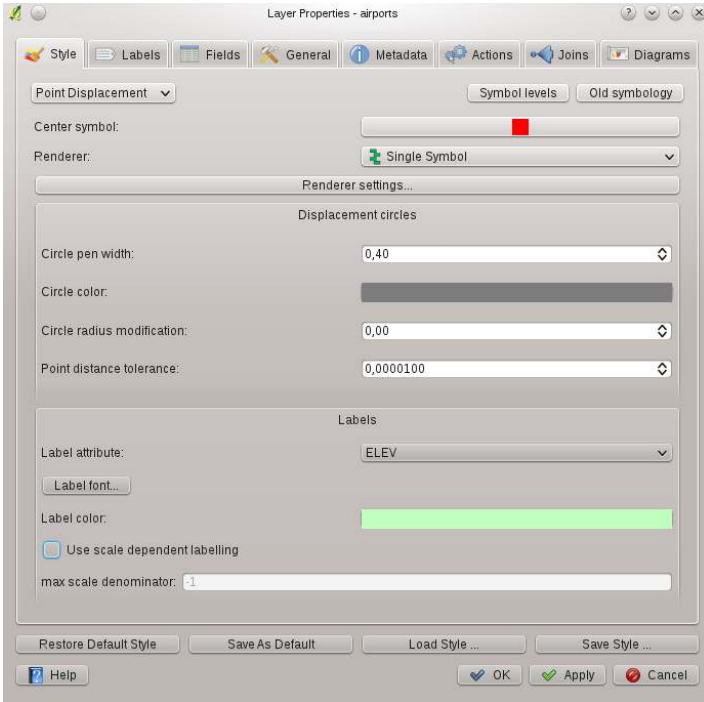 Layer Properties - airports
Style Labels Fields General Metadata Actions Joins Diagrams
Point Displacement Symbol levels Old symbology
Center symbol:
Renderer: Single Symbol
Renderer settings...
Displacement circles
Circle pen width: 0,40
Circle color:
Circle radius modification: 0,00
Point distance tolerance: 0,0000100
Labels
Label attribute: ELEV
Label font...
Label color:
Use scale dependent labelling
max scale denominator: -1
Restore Default Style Save As Default Load Style ... Save Style ...
Help OK Apply Cancel